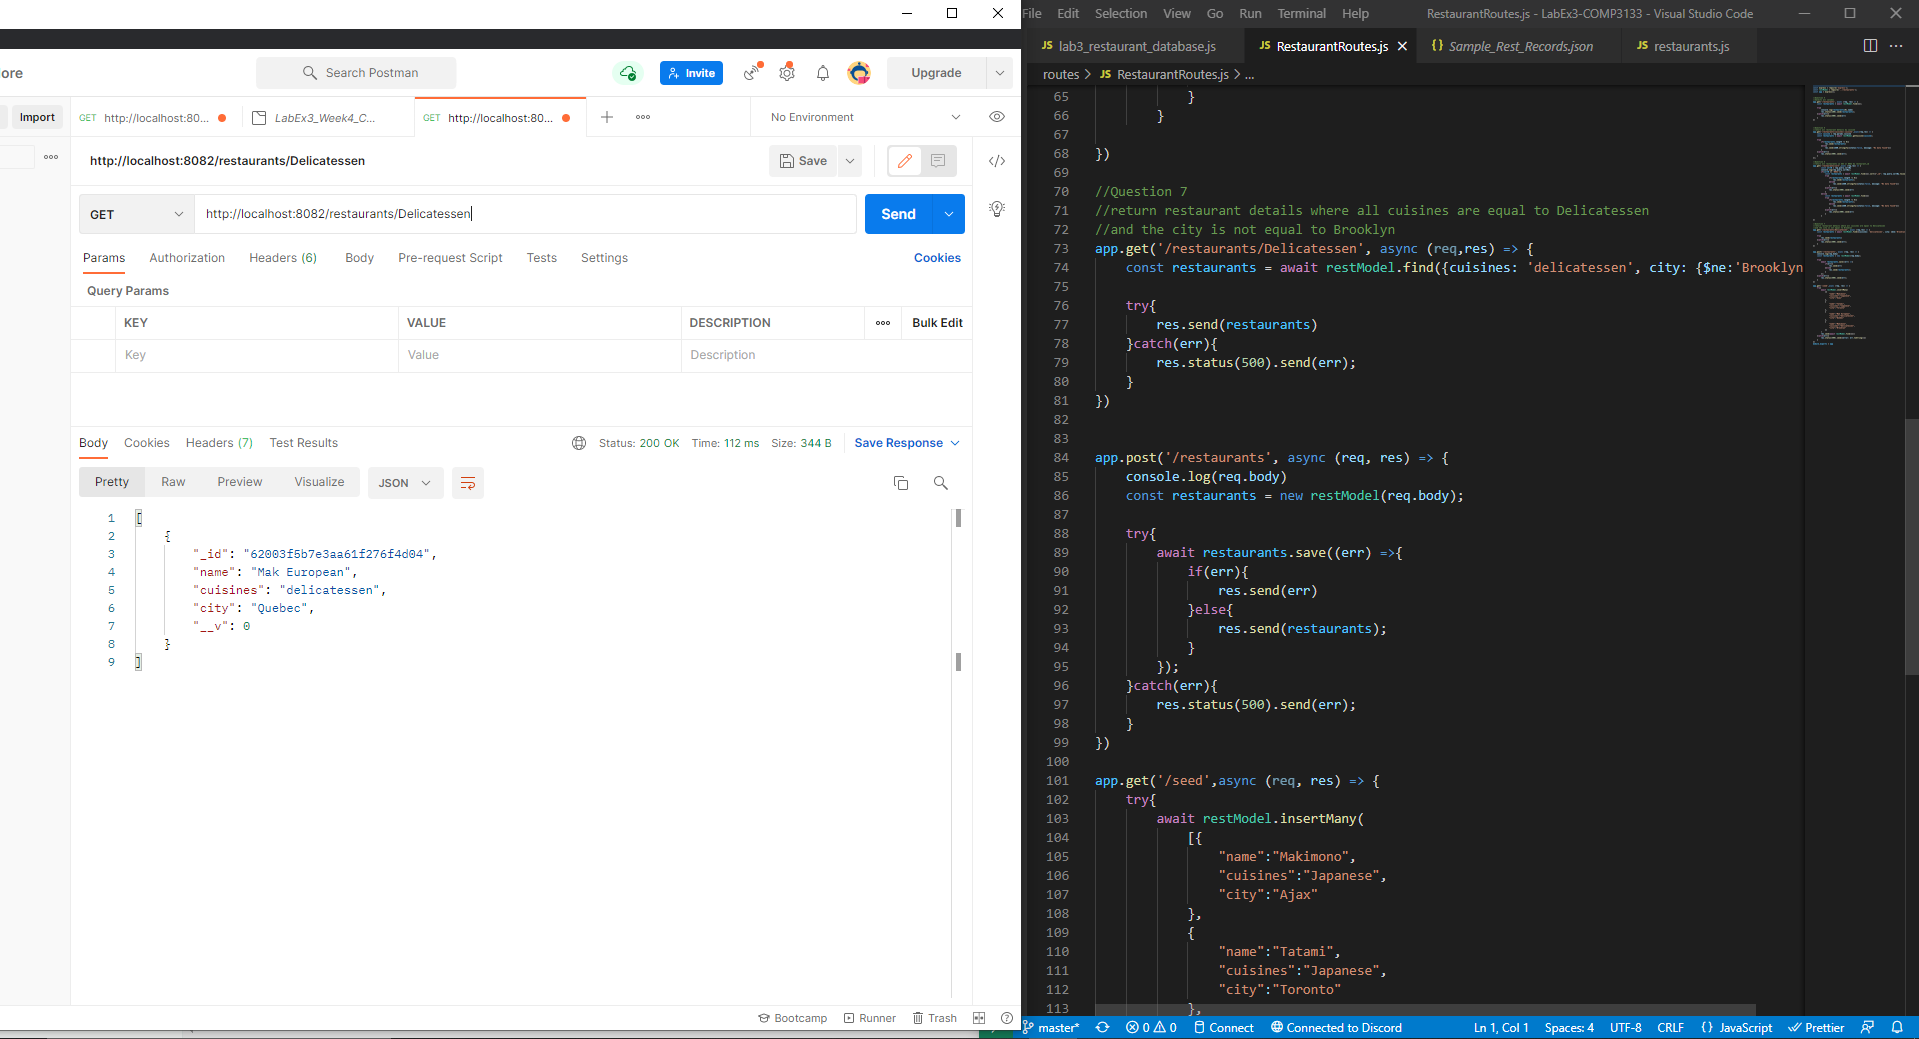 ore
Search Postman
Invite
Upgrade
Import
GET http://localhost:80...
LabEx3_Week4_C...
GET http://localhost:80...
No Environment
http://localhost:8082/restaurants/Delicatessen
Save
GET
http://localhost:8082/restaurants/Delicatessen
Send
Params
Authorization
Headers (6)
Body
Pre-request Script
Tests
Settings
Cookies
Query Params
KEY VALUE DESCRIPTION Bulk Edit
Key Value Description
Body
Cookies
Headers (7)
Test Results
Status: 200 OK
Time: 112 ms
Size: 344 B
Save Response
Pretty
Raw
Preview
Visualize
JSON
1 [
2 {
3 "_id": "62003f5b7e3aa61f276f4d04",
4 "name": "Mak European",
5 "cuisines": "delicatessen",
6 "city": "Quebec",
7 "__v": 0
8 }
9 ]
Bootcamp
Runner
Trash
File Edit Selection View Go Run Terminal Help
RestaurantRoutes.js - LabEx3-COMP3133 - Visual Studio Code
JS lab3_restaurant_database.js
JS RestaurantRoutes.js
{} Sample_Rest_Records.json
JS restaurants.js
routes > JS RestaurantRoutes.js > ...
65 }
66 }
67
68 })
69
70 //Question 7
71 //return restaurant details where all cuisines are equal to Delicatessen
72 //and the city is not equal to Brooklyn
73 app.get('/restaurants/Delicatessen', async (req,res) => {
74 const restaurants = await restModel.find({cuisines: 'delicatessen', city: {$ne:'Brooklyn
75
76 try{
77 res.send(restaurants)
78 }catch(err){
79 res.status(500).send(err);
80 }
81 })
82
83
84 app.post('/restaurants', async (req, res) => {
85 console.log(req.body)
86 const restaurants = new restModel(req.body);
87
88 try{
89 await restaurants.save((err) =>{
90 if(err){
91 res.send(err)
92 }else{
93 res.send(restaurants);
94 }
95 });
96 }catch(err){
97 res.status(500).send(err);
98 }
99 })
100
101 app.get('/seed',async (req, res) => {
102 try{
103 await restModel.insertMany(
104 [{
105 "name":"Makimono",
106 "cuisines":"Japanese",
107 "city":"Ajax"
108 },
109 {
110 "name":"Tatami",
111 "cuisines":"Japanese",
112 "city":"Toronto"
113 },
master* 0 0 Connect Connected to Discord Ln 1, Col 1 Spaces: 4 UTF-8 CRLF {} JavaScript Prettier